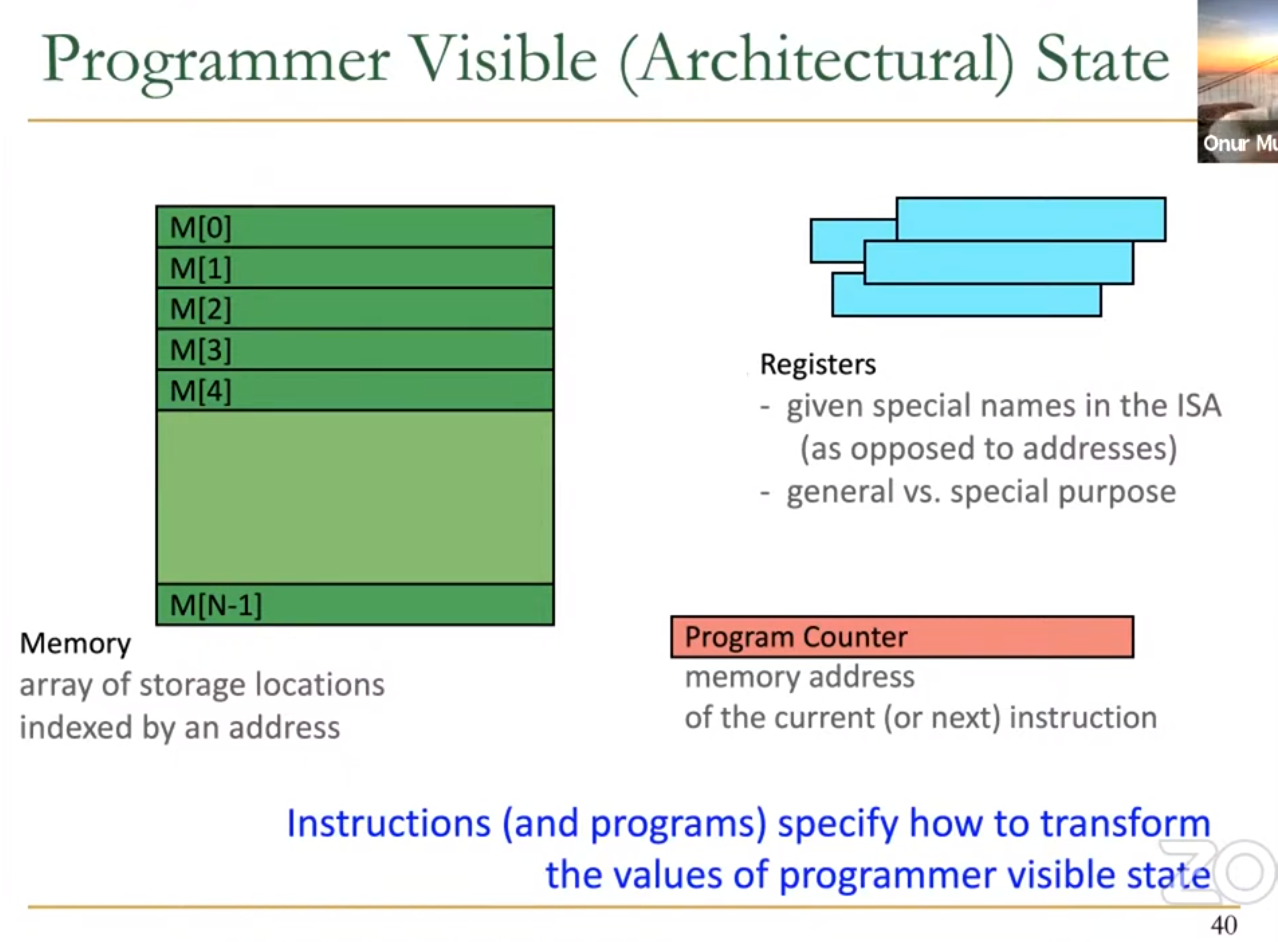 Programmer Visible (Architectural) State
Onur Mu
M[0]
M[1]
M[2]
M[3]
M[4]
M[N-1]
Memory
array of storage locations
indexed by an address
Registers
- given special names in the ISA
(as opposed to addresses)
- general vs. special purpose
Program Counter
memory address
of the current (or next) instruction
Instructions (and programs) specify how to transform
the values of programmer visible state
ZO
40